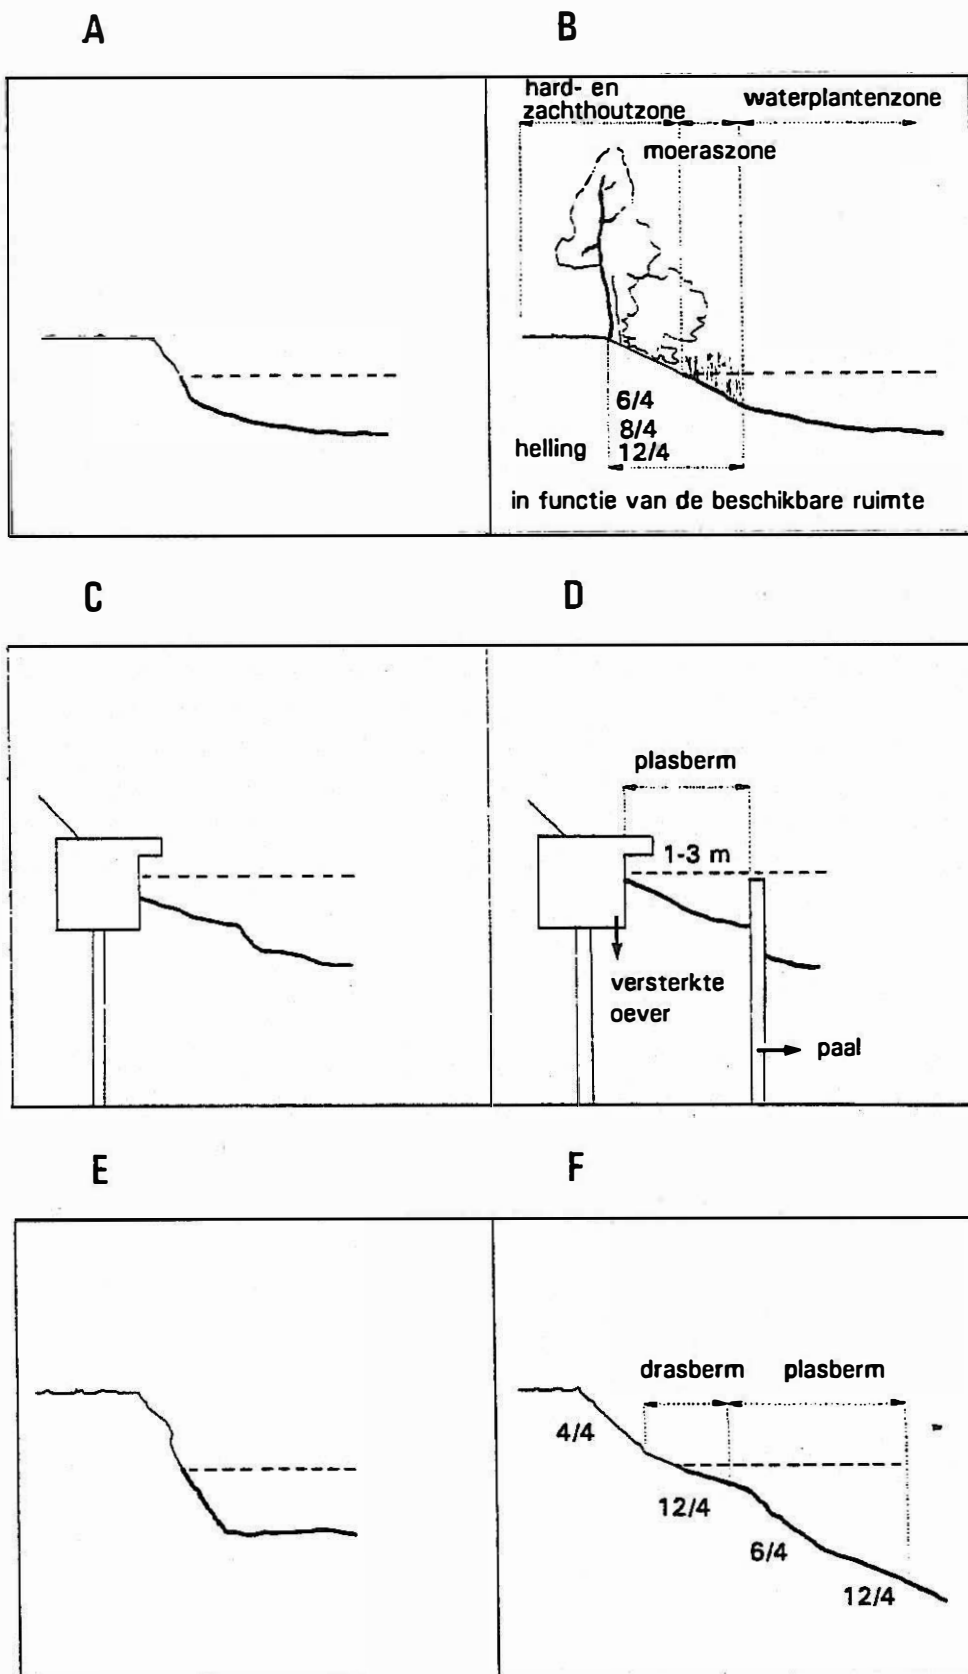 A
B
hard- en
zachthoutzone
waterplantenzone
moeraszone
6/4
8/4
helling 12/4
in functie van de beschikbare ruimte
C
D
plasberm
1-3 m
versterkte
oever
paal
E
F
drasberm plasberm
4/4
12/4
6/4
12/4